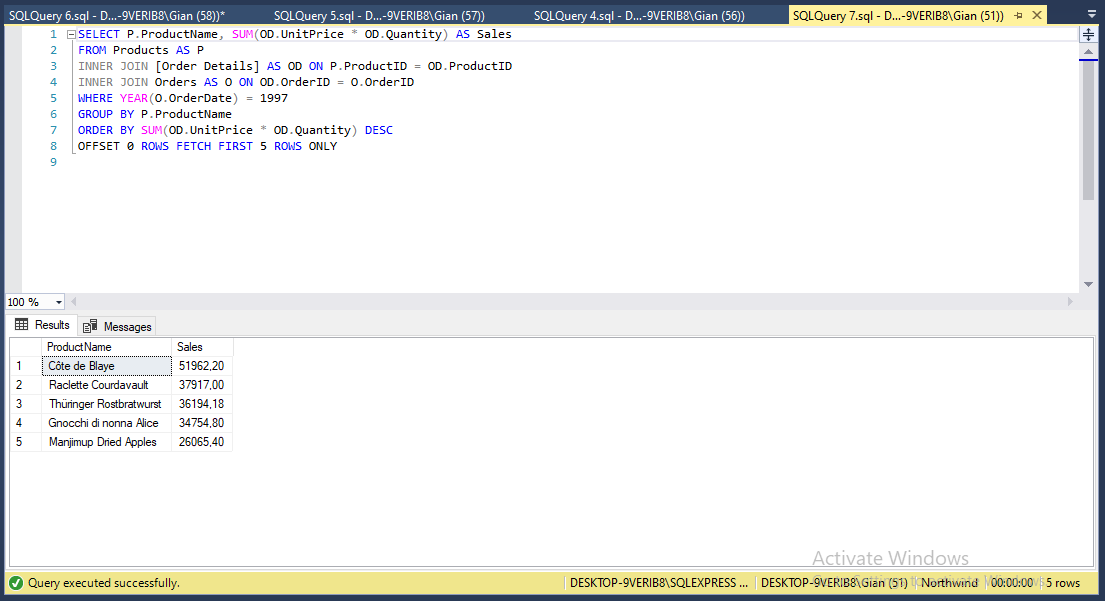 SQLQuery 6.sql - D...-9VERIB8\Gian (58))* SQLQuery 5.sql - D...-9VERIB8\Gian (57)) SQLQuery 4.sql - D...-9VERIB8\Gian (56)) SQLQuery 7.sql - D...-9VERIB8\Gian (51))
1 SELECT P.ProductName, SUM(OD.UnitPrice * OD.Quantity) AS Sales
2 FROM Products AS P
3 INNER JOIN [Order Details] AS OD ON P.ProductID = OD.ProductID
4 INNER JOIN Orders AS O ON OD.OrderID = O.OrderID
5 WHERE YEAR(O.OrderDate) = 1997
6 GROUP BY P.ProductName
7 ORDER BY SUM(OD.UnitPrice * OD.Quantity) DESC
8 OFFSET 0 ROWS FETCH FIRST 5 ROWS ONLY
9
100 %
Results Messages
ProductName Sales
1 Côte de Blaye 51962,20
2 Raclette Courdavault 37917,00
3 Thüringer Rostbratwurst 36194,18
4 Gnocchi di nonna Alice 34754,80
5 Manjimup Dried Apples 26065,40
Activate Windows
Query executed successfully. DESKTOP-9VERIB8\SQLEXPRESS ... DESKTOP-9VERIB8\Gian (51) Northwind 00:00:00 5 rows